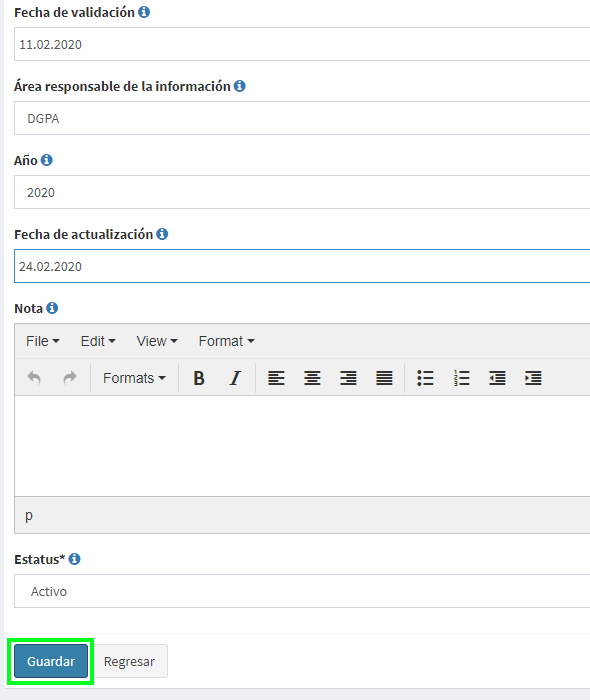 Fecha de validación
11.02.2020
Área responsable de la información
DGPA
Año
2020
Fecha de actualización
24.02.2020
Nota
File Edit View Format
Formats B I
p
Estatus*
Activo
Guardar Regresar